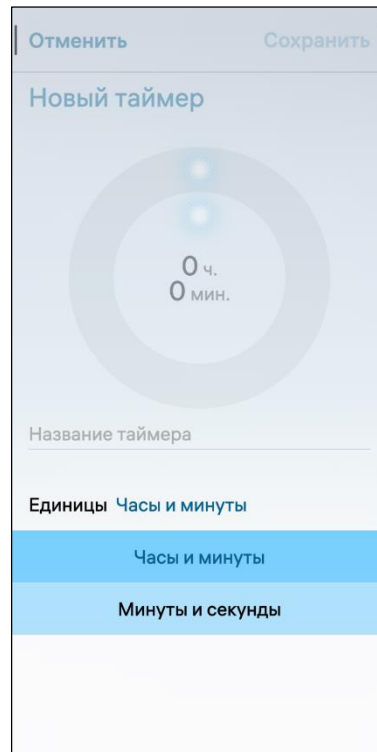 Отменить Сохранить
Новый таймер
0 ч.
0 мин.
Название таймера
Единицы Часы и минуты
Часы и минуты
Минуты и секунды